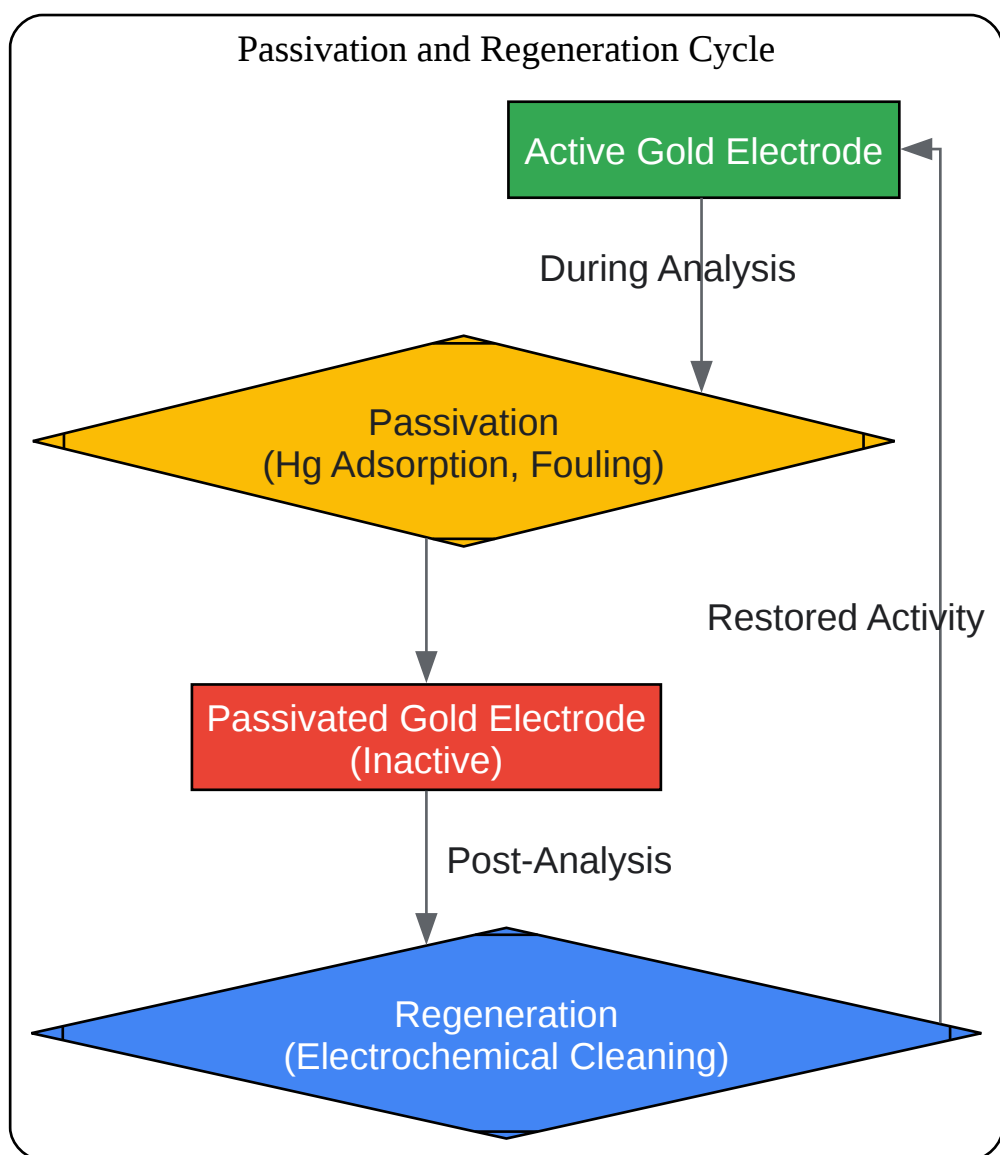 Passivation and Regeneration Cycle
Active Gold Electrode
During Analysis
Passivation
(Hg Adsorption, Fouling)
Restored Activity
Passivated Gold Electrode
(Inactive)
Post-Analysis
Regeneration
(Electrochemical Cleaning)